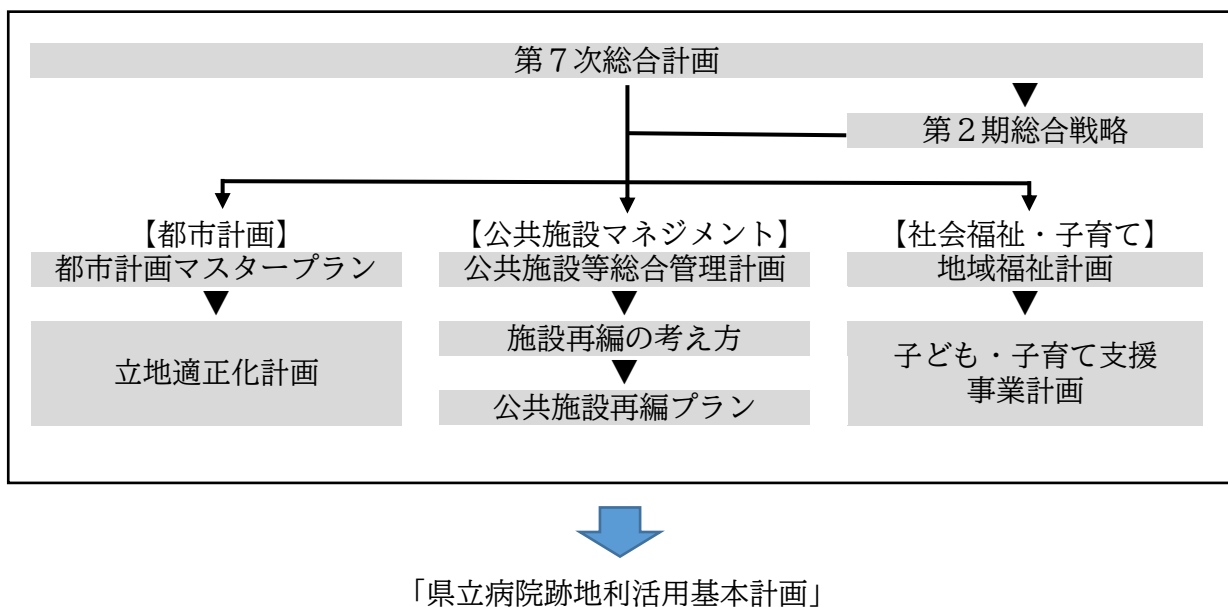 第７次総合計画
第２期総合戦略
【都市計画】
都市計画マスタープラン
立地適正化計画
【公共施設マネジメント】
公共施設等総合管理計画
施設再編の考え方
公共施設再編プラン
【社会福祉・子育て】
地域福祉計画
子ども・子育て支援
事業計画
「県立病院跡地利活用基本計画」